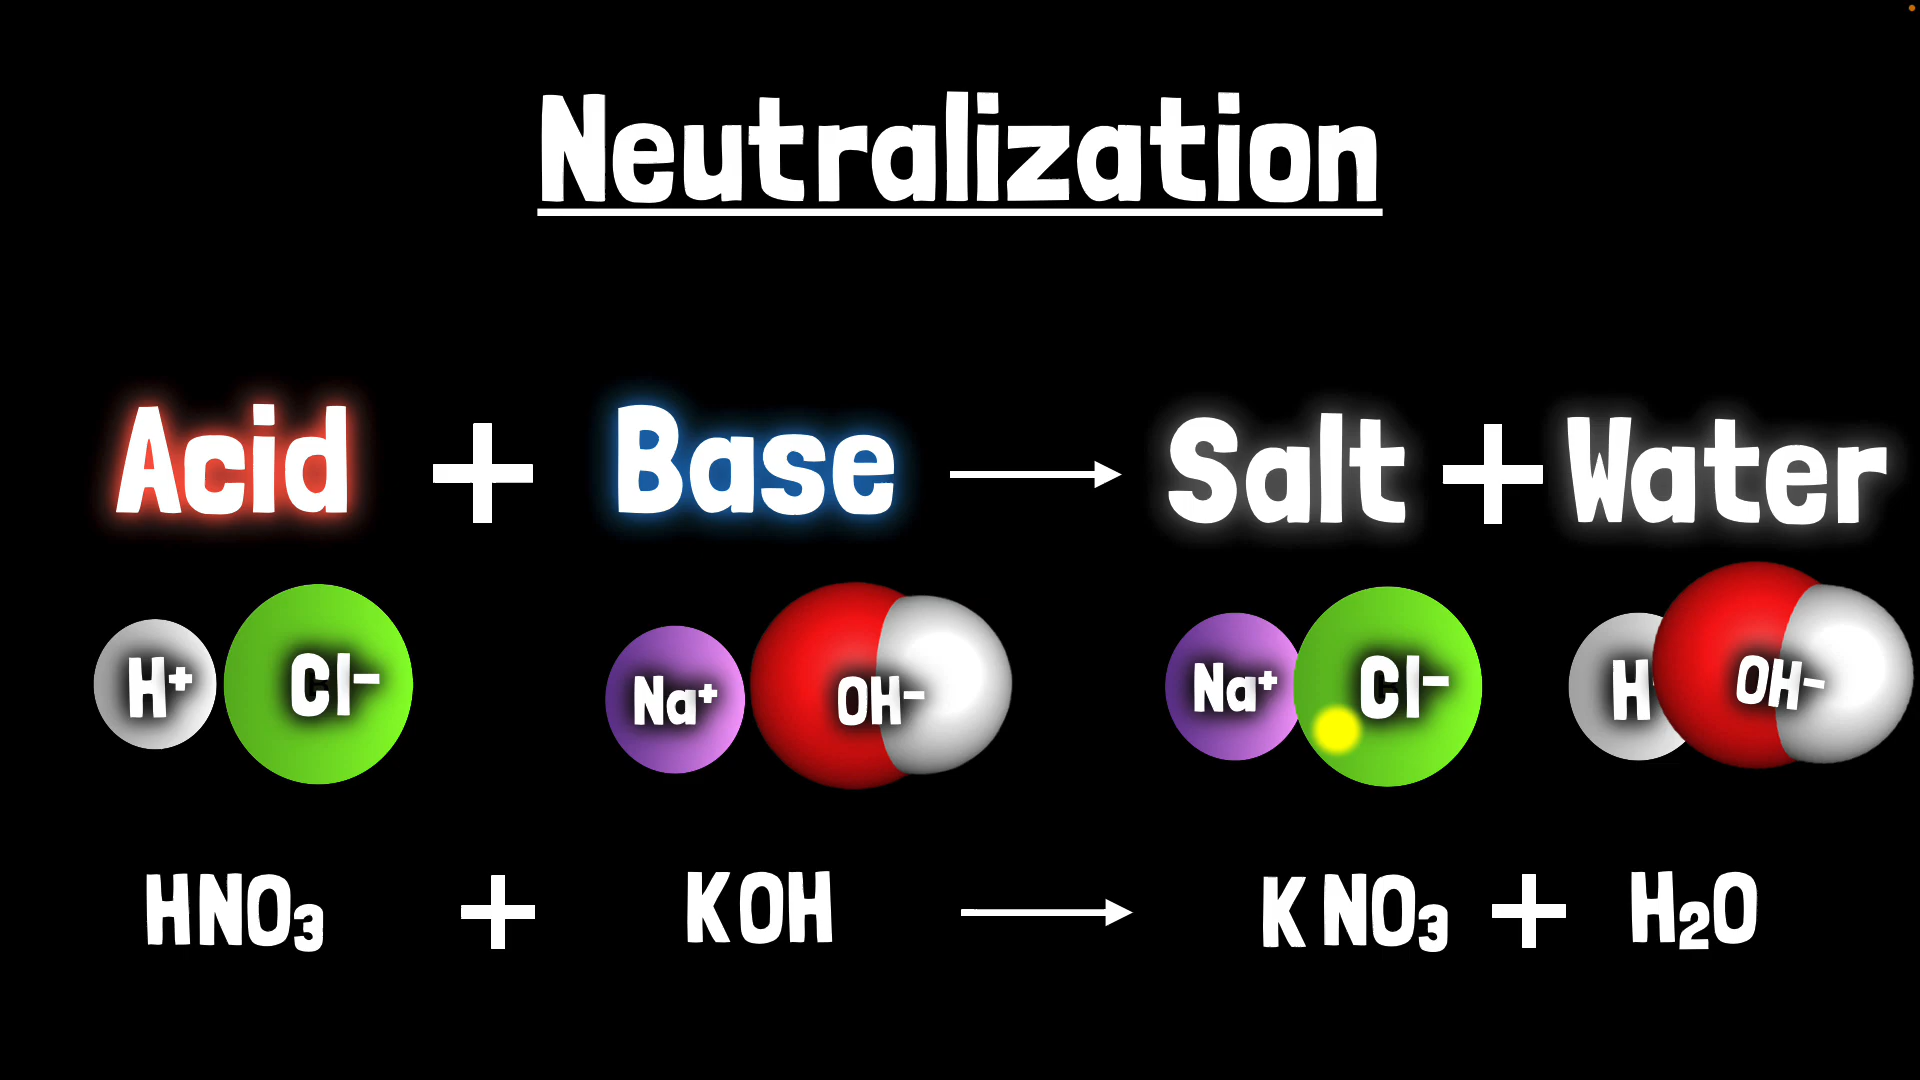 Neutralization
Acid + Base → Salt + Water
H⁺ Cl⁻ Na⁺ OH⁻ Na⁺ Cl⁻ H OH⁻
HNO₃ + KOH → KNO₃ + H₂O